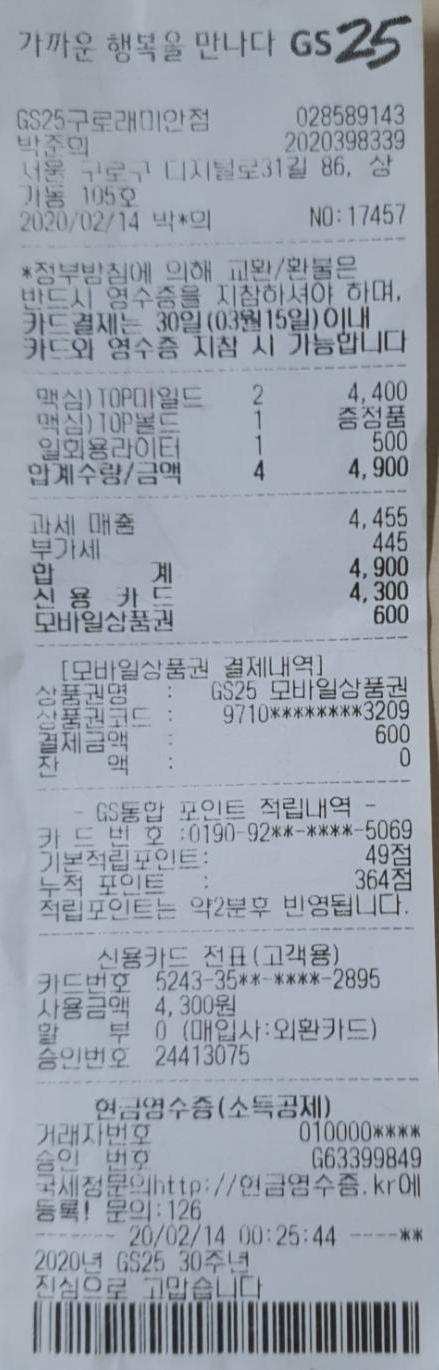 가까운 행복을 만나다 GS25
GS25구로래미안점 028589143
박준의 2020398339
서울 구로구 디지털로31길 86, 상
가동 105호
2020/02/14 박*의 NO:17457
*정부방침에 의해 교환/환불은
반드시 영수증을 지참하셔야 하며,
카드결제는 30일(03월15일)이내
카드와 영수증 지참 시 가능합니다
맥심)TOP마일드 2 4,400
맥심)TOP볼드 1 증정품
일회용라이터 1 500
합계수량/금액 4 4,900
과세 매출 4,455
부가세 445
합 계 4,900
신 용 카 드 4,300
모바일상품권 600
[모바일상품권 결제내역]
상품권명 : GS25 모바일상품권
상품권코드 : 9710********3209
결제금액 : 600
잔 액 : 0
- GS통합 포인트 적립내역 -
카 드 번 호 :0190-92**-****-5069
기본적립포인트: 49점
누적 포인트 : 364점
적립포인트는 약2분후 반영됩니다.
신용카드 전표(고객용)
카드번호 5243-35**-****-2895
사용금액 4,300원
할 부 0 (매입사:외환카드)
승인번호 24413075
현금영수증(소득공제)
거래자번호 010000****
승인 번호 G63399849
국세청문의http://현금영수증.kr에
등록! 문의:126
------- 20/02/14 00:25:44 ----**
2020년 GS25 30주년
진심으로 고맙습니다